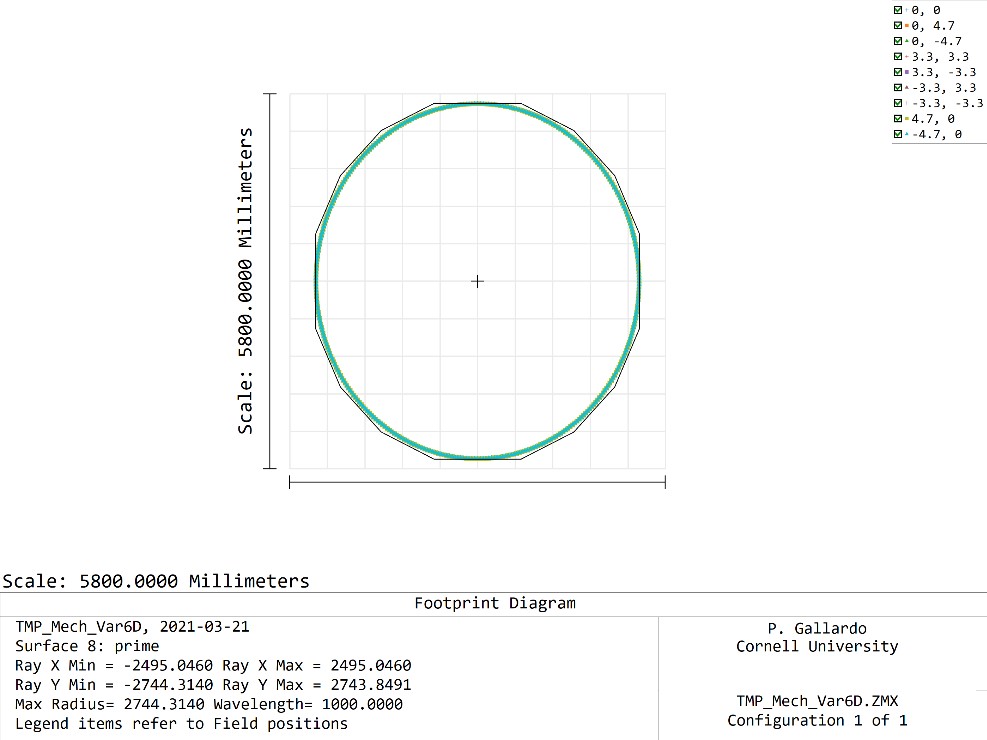 0, 0
0, 4.7
0, -4.7
3.3, 3.3
3.3, -3.3
-3.3, 3.3
-3.3, -3.3
4.7, 0
-4.7, 0
Scale: 5800.0000 Millimeters
Scale: 5800.0000 Millimeters
Footprint Diagram
TMP_Mech_Var6D, 2021-03-21
Surface 8: prime
Ray X Min = -2495.0460 Ray X Max = 2495.0460
Ray Y Min = -2744.3140 Ray Y Max = 2743.8491
Max Radius= 2744.3140 Wavelength= 1000.0000
Legend items refer to Field positions
P. Gallardo
Cornell University
TMP_Mech_Var6D.ZMX
Configuration 1 of 1